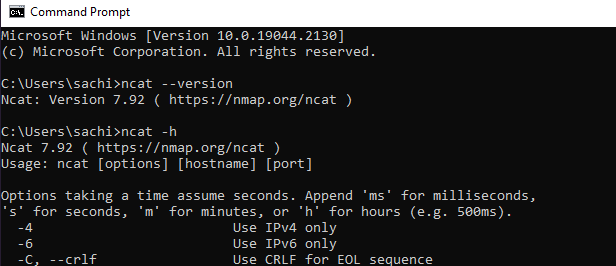 Command Prompt
Microsoft Windows [Version 10.0.19044.2130]
(c) Microsoft Corporation. All rights reserved.
C:\Users\sachi>ncat --version
Ncat: Version 7.92 ( https://nmap.org/ncat )
C:\Users\sachi>ncat -h
Ncat 7.92 ( https://nmap.org/ncat )
Usage: ncat [options] [hostname] [port]
Options taking a time assume seconds. Append 'ms' for milliseconds,
's' for seconds, 'm' for minutes, or 'h' for hours (e.g. 500ms).
-4 Use IPv4 only
-6 Use IPv6 only
-C, --crlf Use CRLF for EOL sequence